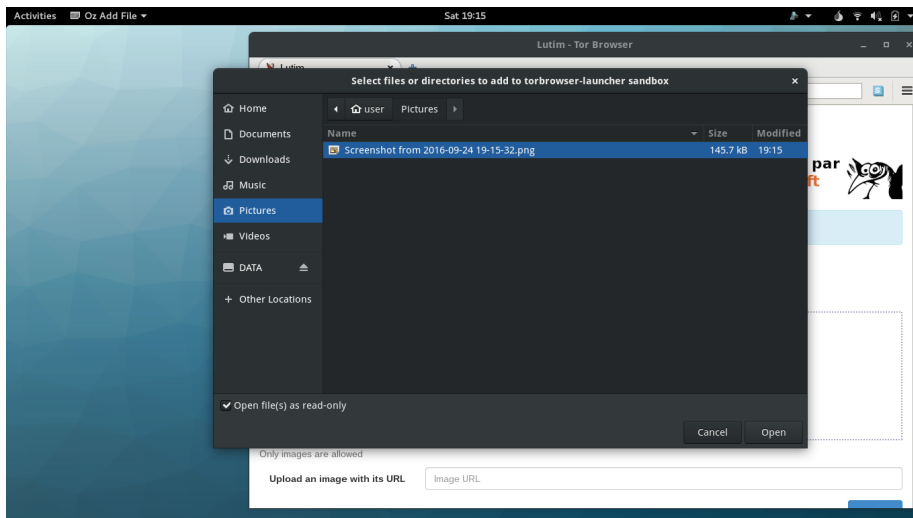 Activities Oz Add File Sat 19:15
Lutim - Tor Browser
Lutim
Select files or directories to add to torbrowser-launcher sandbox
Home
user Pictures
Documents
Name Size Modified
Screenshot from 2016-09-24 19-15-32.png 145.7 kB 19:15
Downloads
Music
Pictures
Videos
DATA
+ Other Locations
par
ft
Open file(s) as read-only
Cancel Open
Only images are allowed
Upload an image with its URL Image URL